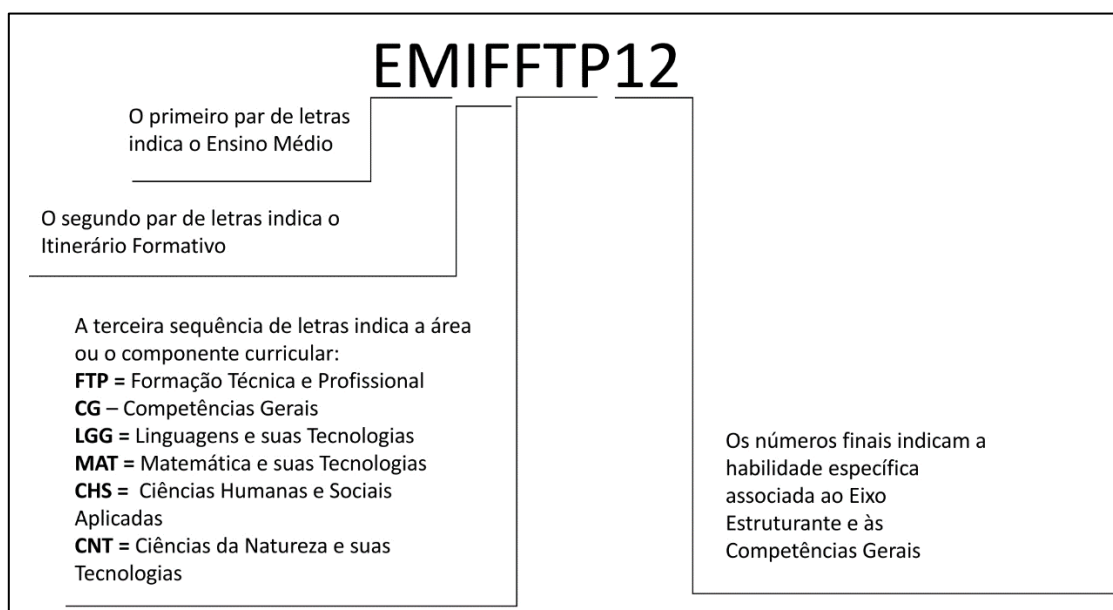 EMIFFTP12
O primeiro par de letras
indica o Ensino Médio
O segundo par de letras indica o
Itinerário Formativo
A terceira sequência de letras indica a área
ou o componente curricular:
FTP = Formação Técnica e Profissional
CG – Competências Gerais
LGG = Linguagens e suas Tecnologias
MAT = Matemática e suas Tecnologias
CHS = Ciências Humanas e Sociais
Aplicadas
CNT = Ciências da Natureza e suas
Tecnologias
Os números finais indicam a
habilidade específica
associada ao Eixo
Estruturante e às
Competências Gerais